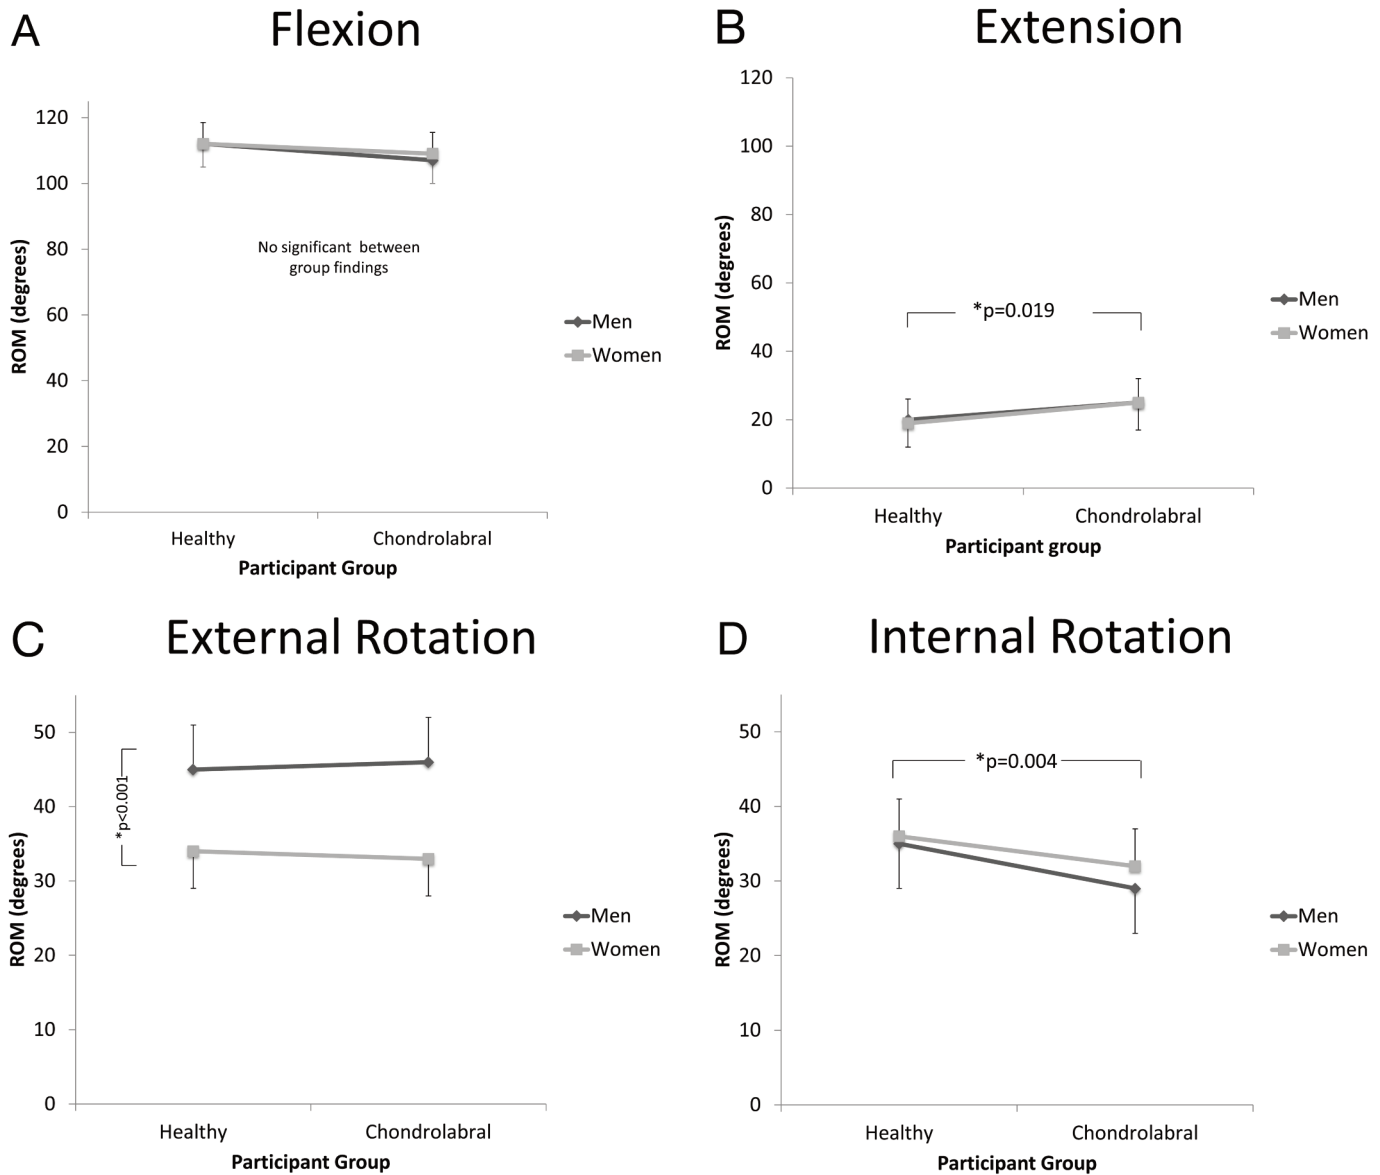 A
Flexion
120
100
80
60
40
20
0
ROM (degrees)
No significant between
group findings
Men
Women
Healthy
Chondrolabral
Participant Group
B
Extension
120
100
80
60
40
20
0
ROM (degrees)
*p=0.019
Men
Women
Healthy
Chondrolabral
Participant group
C
External Rotation
50
40
30
20
10
0
ROM (degrees)
*p<0.001
Men
Women
Healthy
Chondrolabral
Participant Group
D
Internal Rotation
50
40
30
20
10
0
ROM (degrees)
*p=0.004
Men
Women
Healthy
Chondrolabral
Participant Group